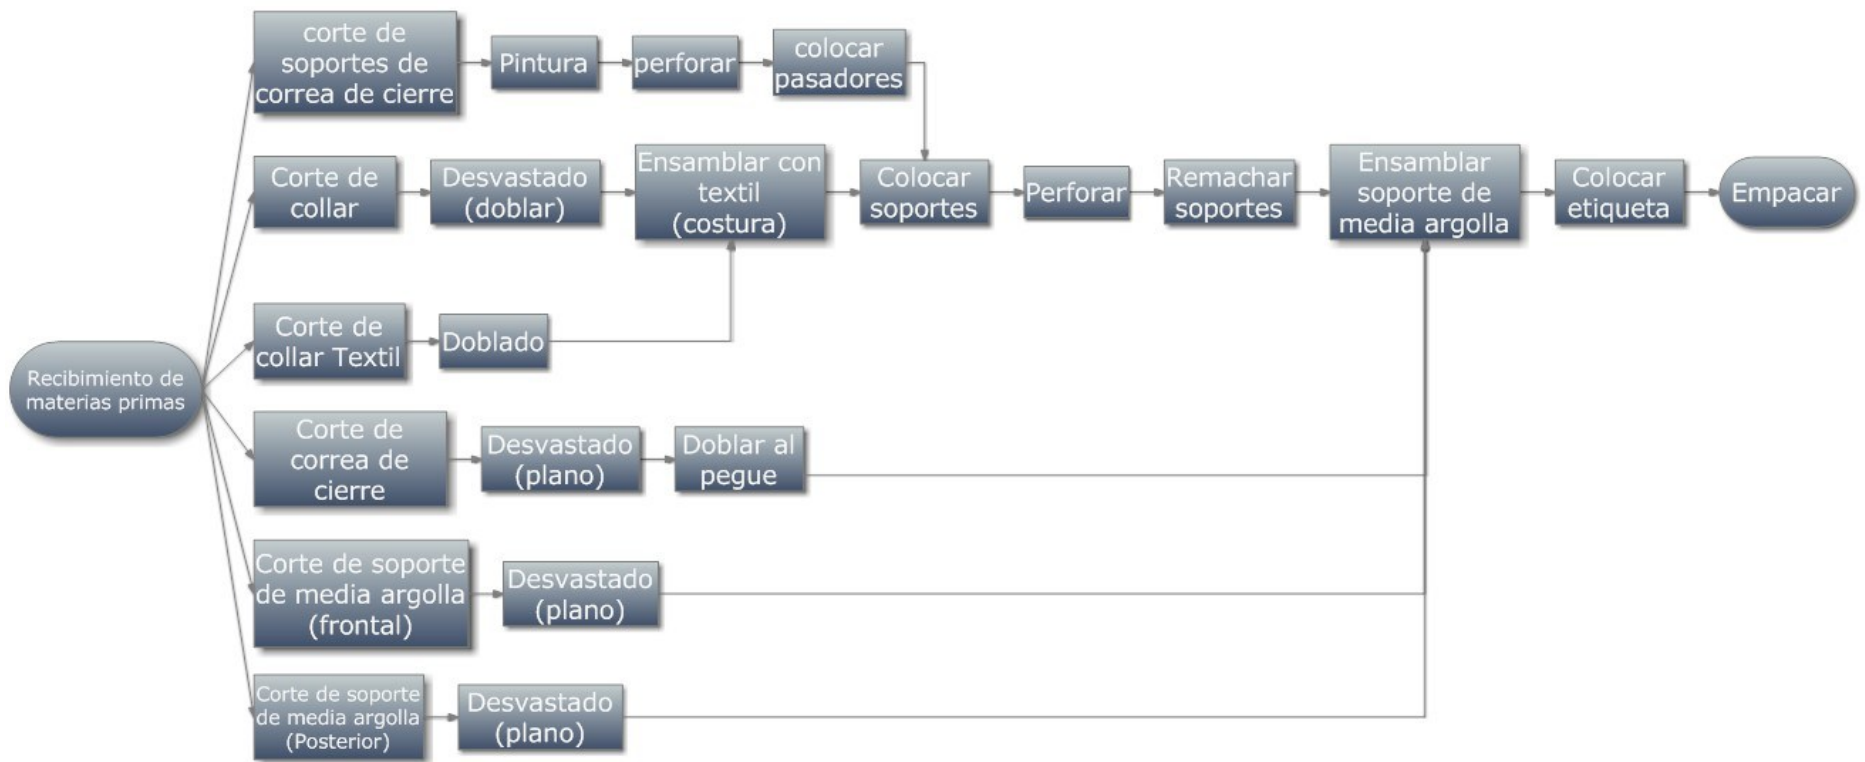 corte de
soportes de
correa de cierre
Pintura
perforar
colocar
pasadores
Corte de
collar
Desvastado
(doblar)
Ensamblar con
textil
(costura)
Colocar
soportes
Perforar
Remachar
soportes
Ensamblar
soporte de
media argolla
Colocar
etiqueta
Empacar
Corte de
collar Textil
Doblado
Recibimiento de
materias primas
Corte de
correa de
cierre
Desvastado
(plano)
Doblar al
pegue
Corte de soporte
de media argolla
(frontal)
Desvastado
(plano)
Corte de soporte
de media argolla
(Posterior)
Desvastado
(plano)